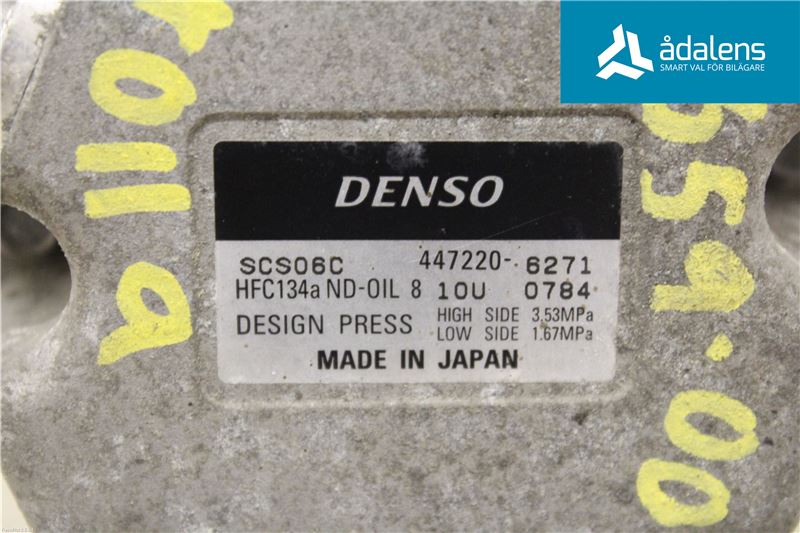 ådalens
SMART VAL FÖR BILÄGARE
DENSO
SCS06C 447220- 6271
HFC134a ND-OIL 8 10U 0784
DESIGN PRESS HIGH SIDE 3.53MPa
LOW SIDE 1.67MPa
MADE IN JAPAN